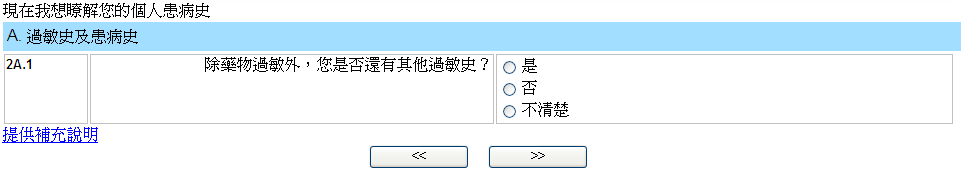 現在我想瞭解您的個人患病史
A. 過敏史及患病史
2A.1 除藥物過敏外，您是否還有其他過敏史？ 是
否
不清楚
提供補充說明
<< >>